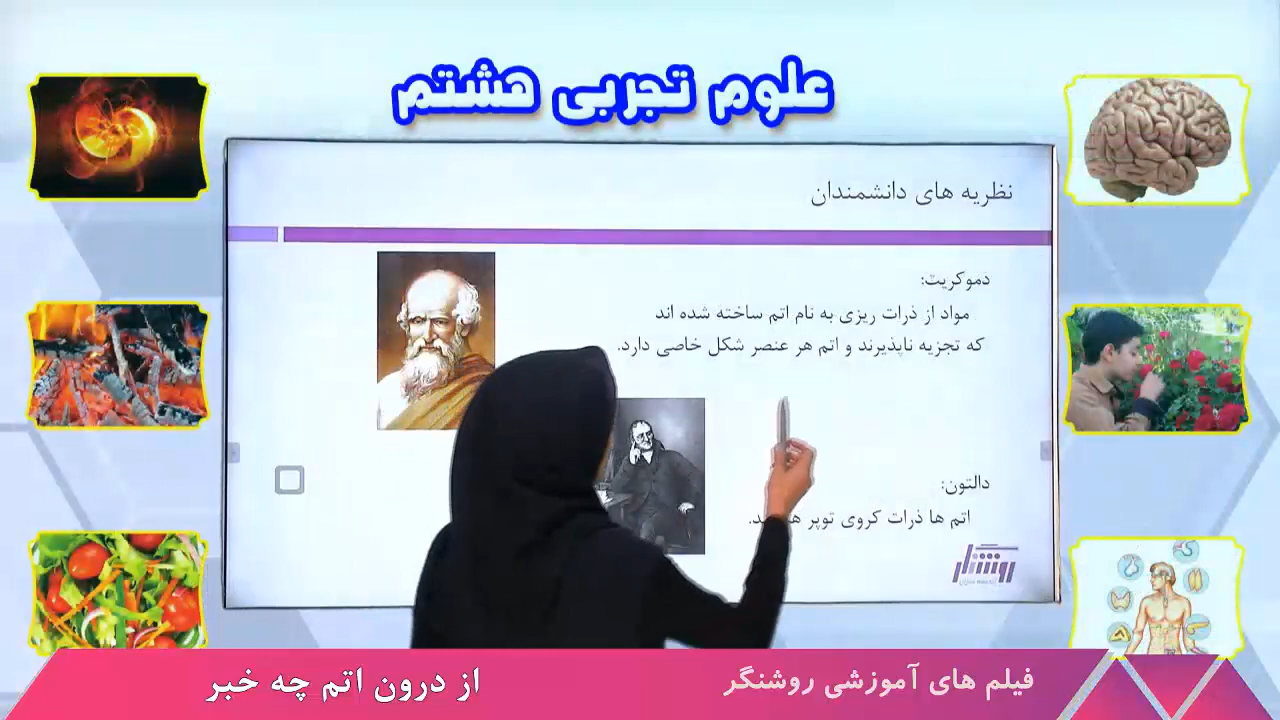 علوم تجربی هشتم
نظریه های دانشمندان
دموکریت:
مواد از ذرات ریزی به نام اتم ساخته شده اند
که تجزیه ناپذیرند و اتم هر عنصر شکل خاصی دارد.
دالتون:
اتم ها ذرات کروی توپر
روشنگر
فیلم های آموزشی روشنگر
از درون اتم چه خبر